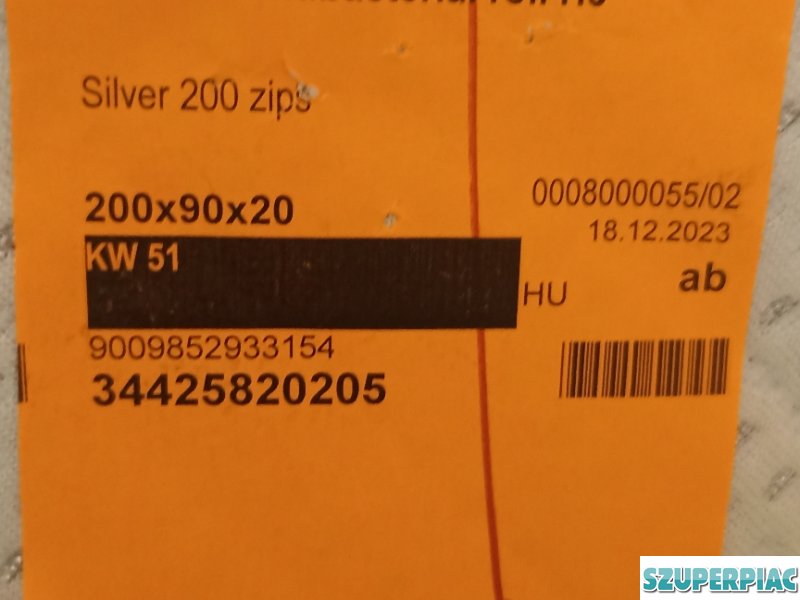 Silver 200 zips
200x90x20
0008000055/02
18.12.2023
KW 51
HU
ab
9009852933154
34425820205
SZUPERPIAC